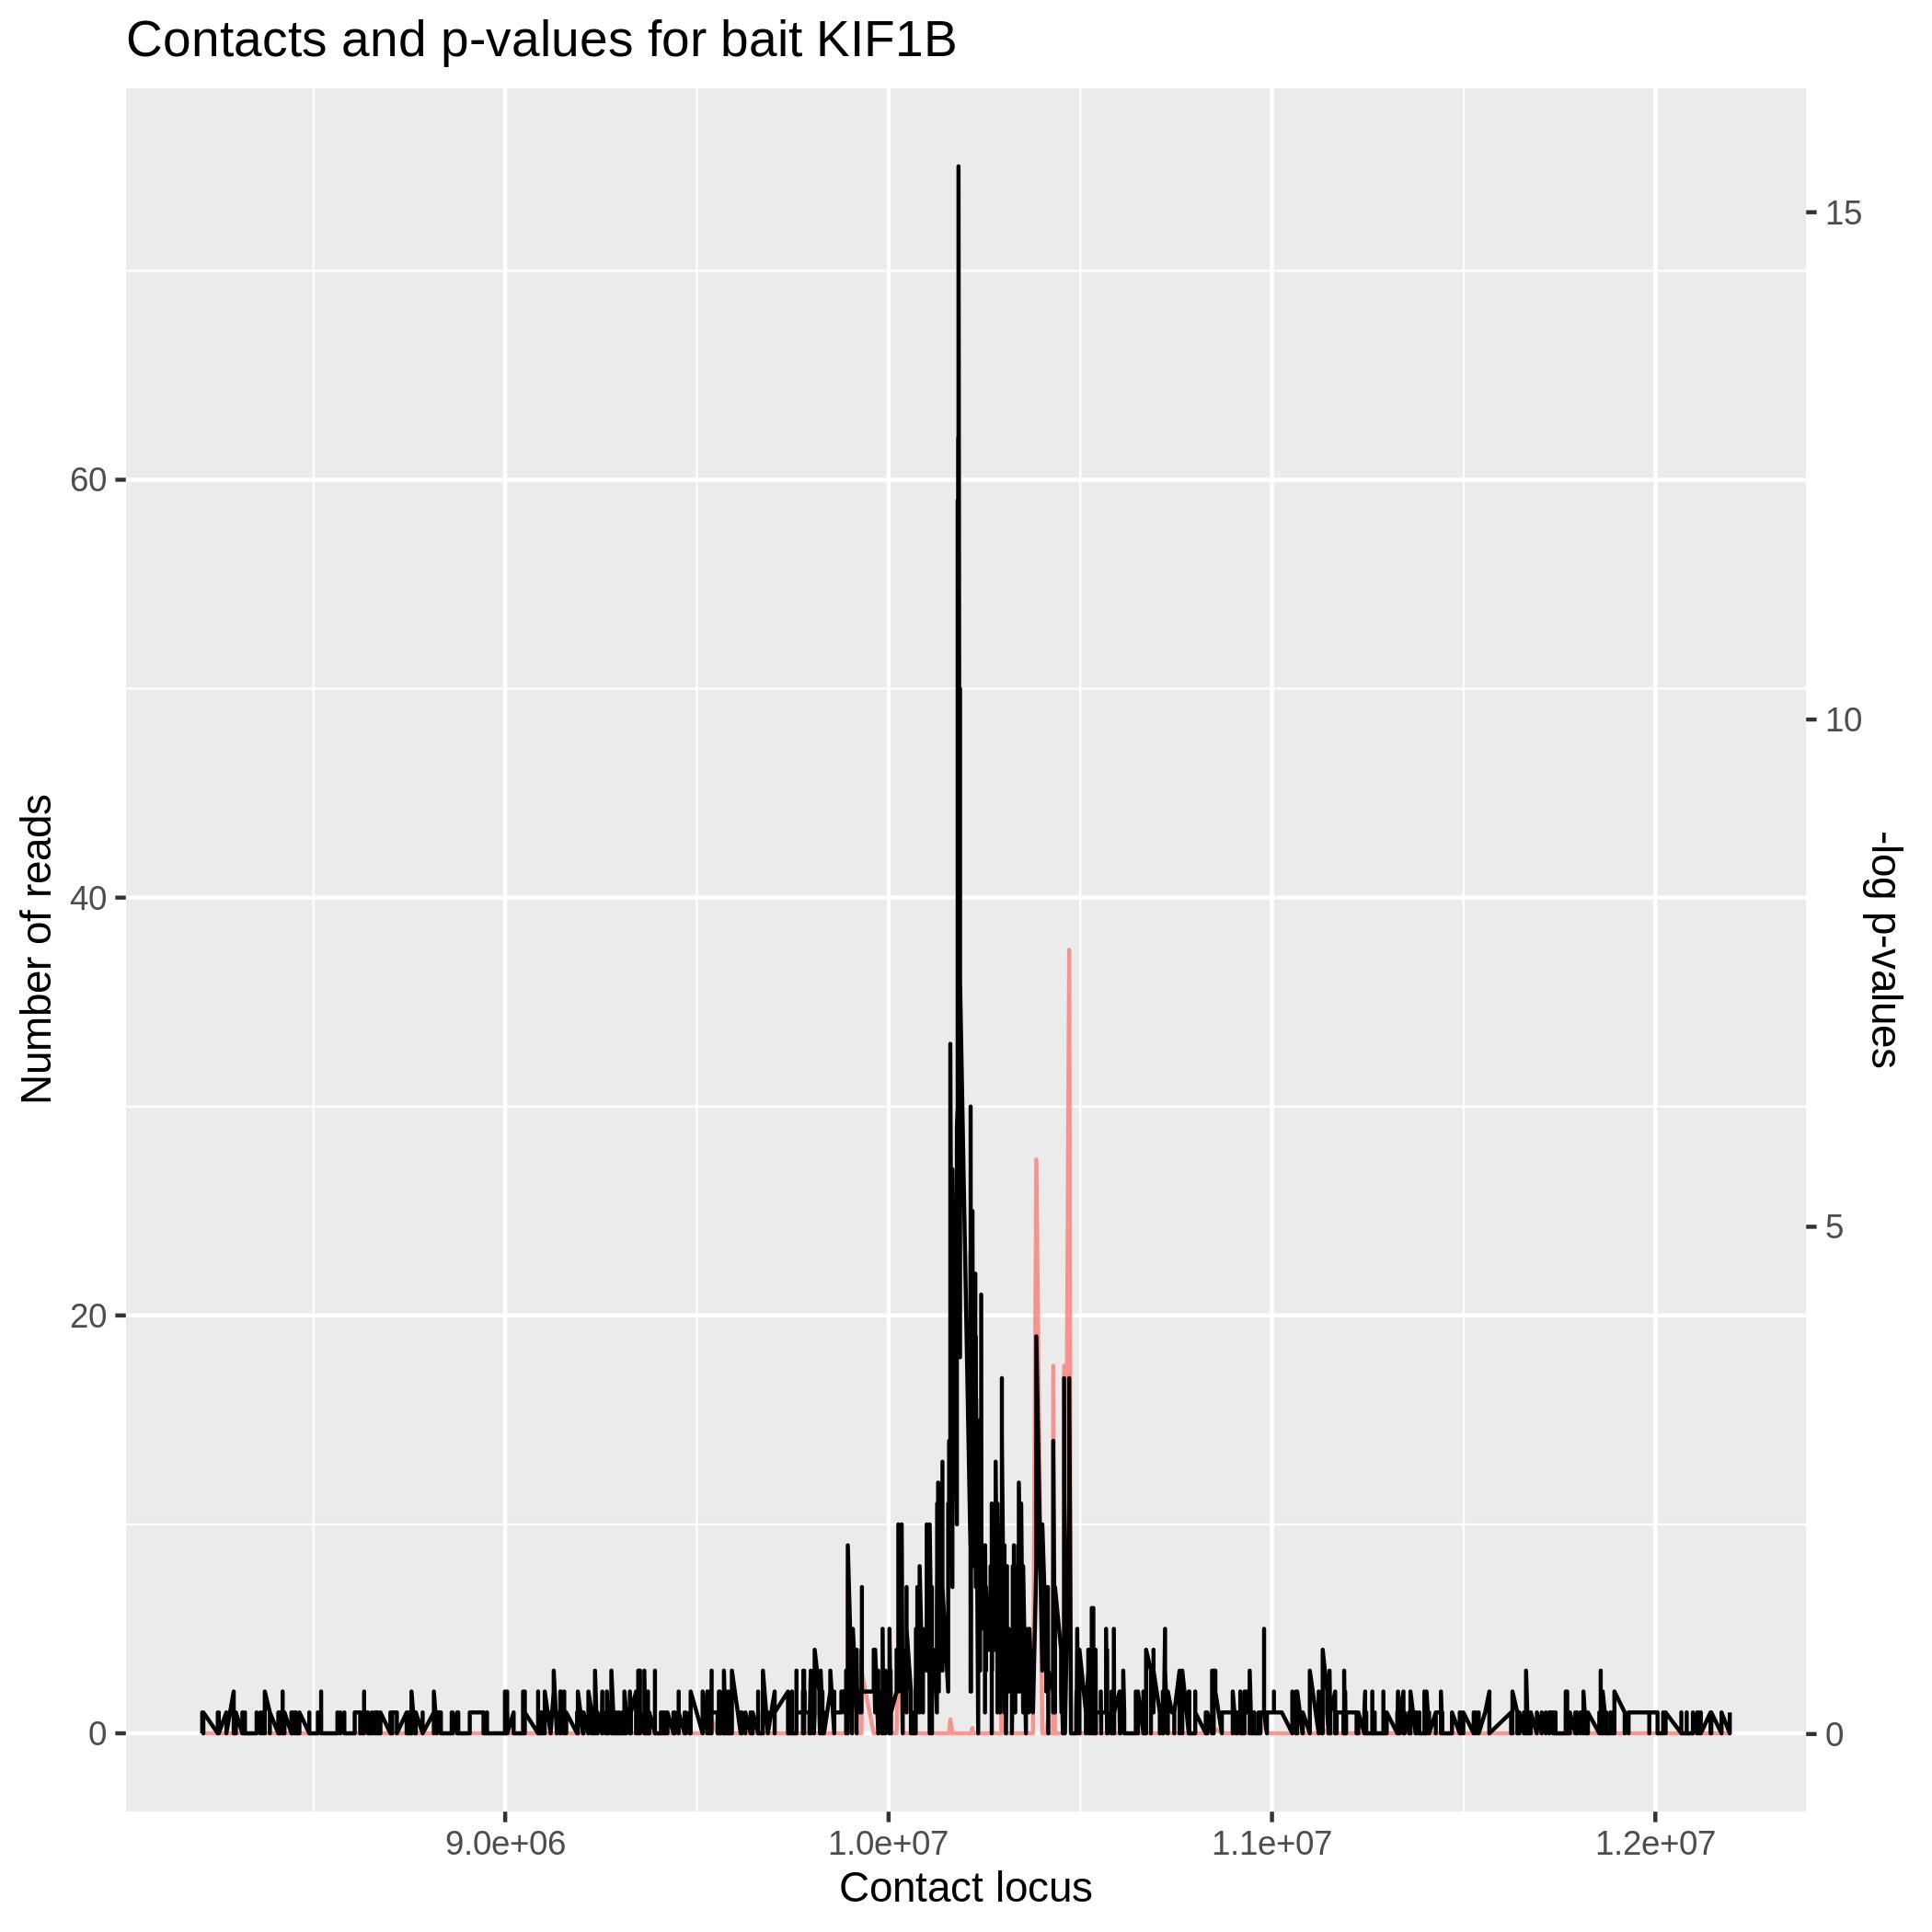 Contacts and p-values for bait KIF1B
Number of reads
60
40
20
0
15
10
5
0
-log p-values
9.0e+06
1.0e+07
1.1e+07
1.2e+07
Contact locus